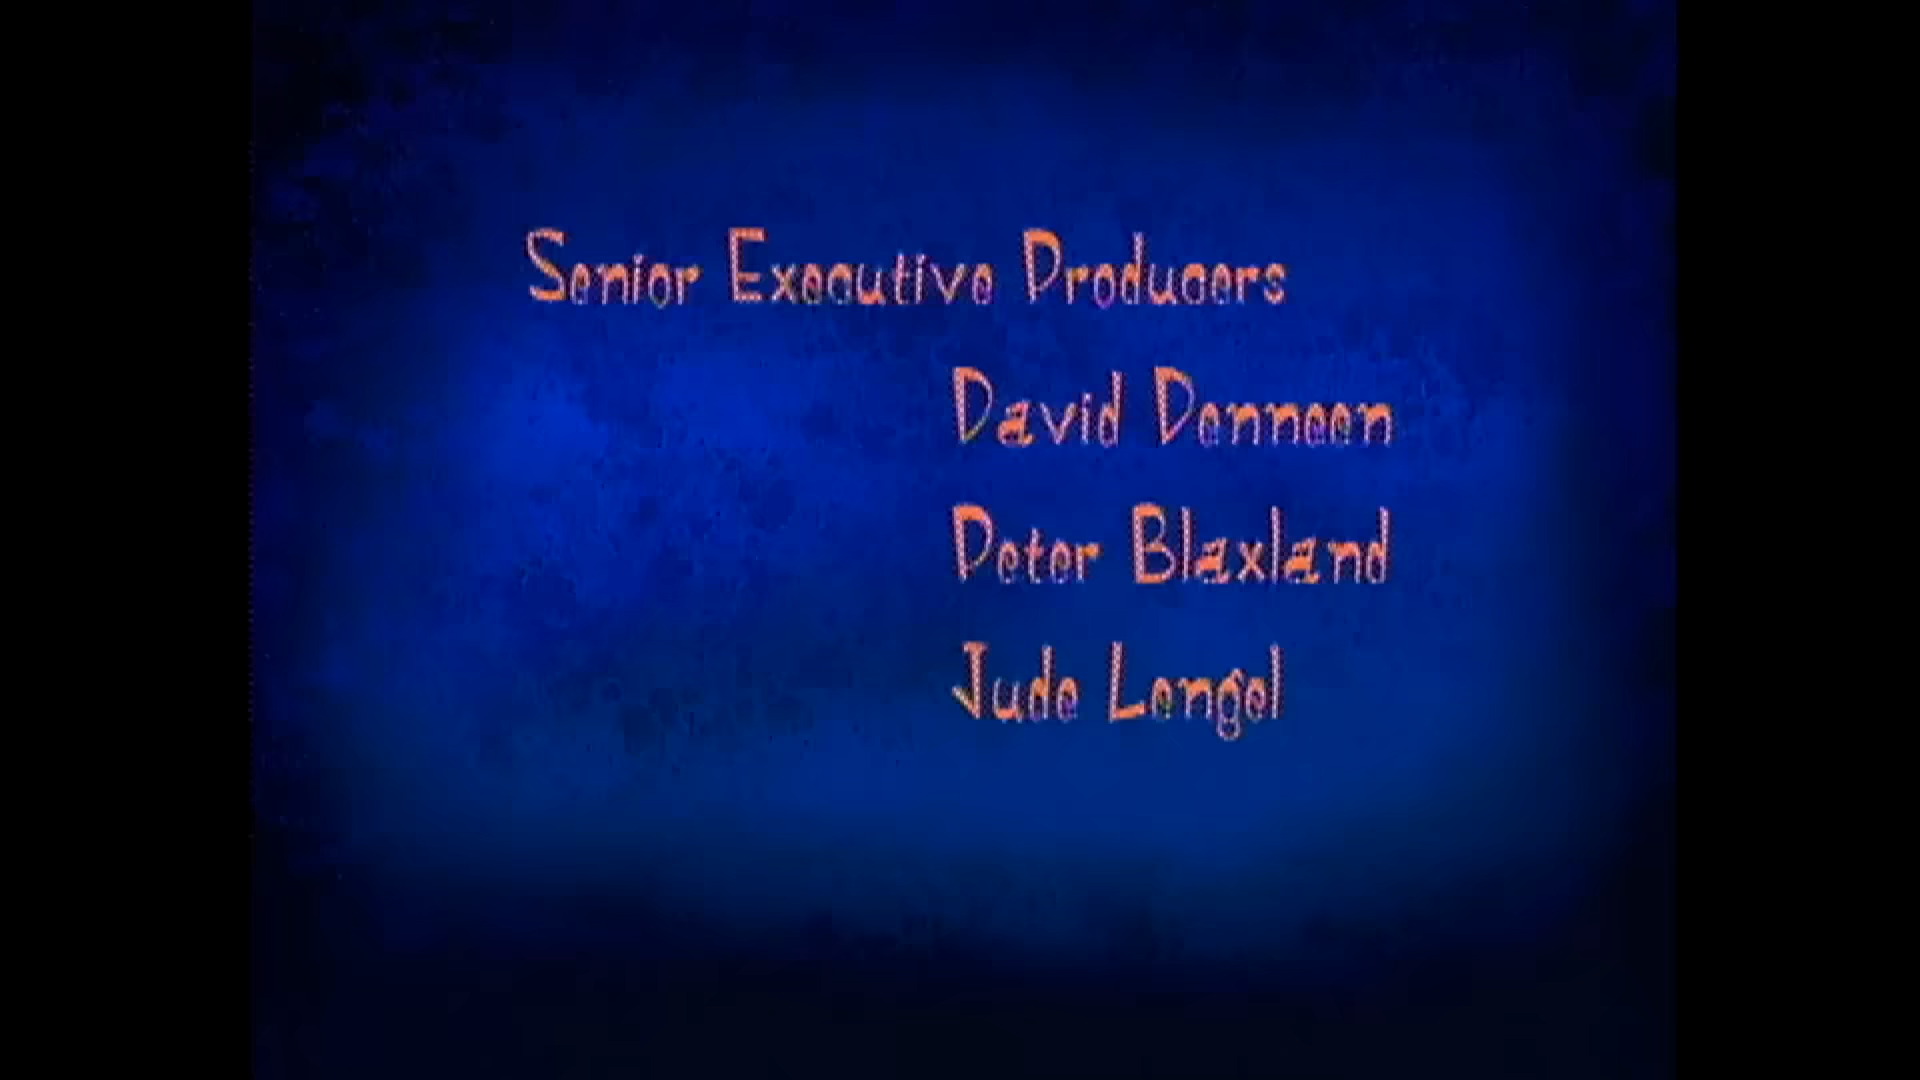 Senior Executive Producers
David Denneen
Peter Blaxland
Jude Lengel